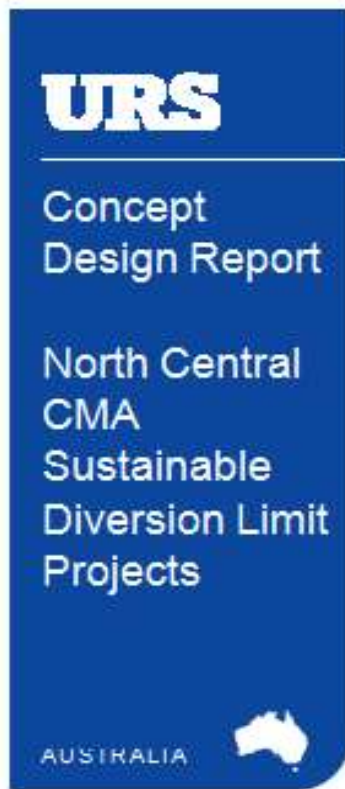 URS
Concept
Design Report
North Central
CMA
Sustainable
Diversion Limit
Projects
AUSTRALIA